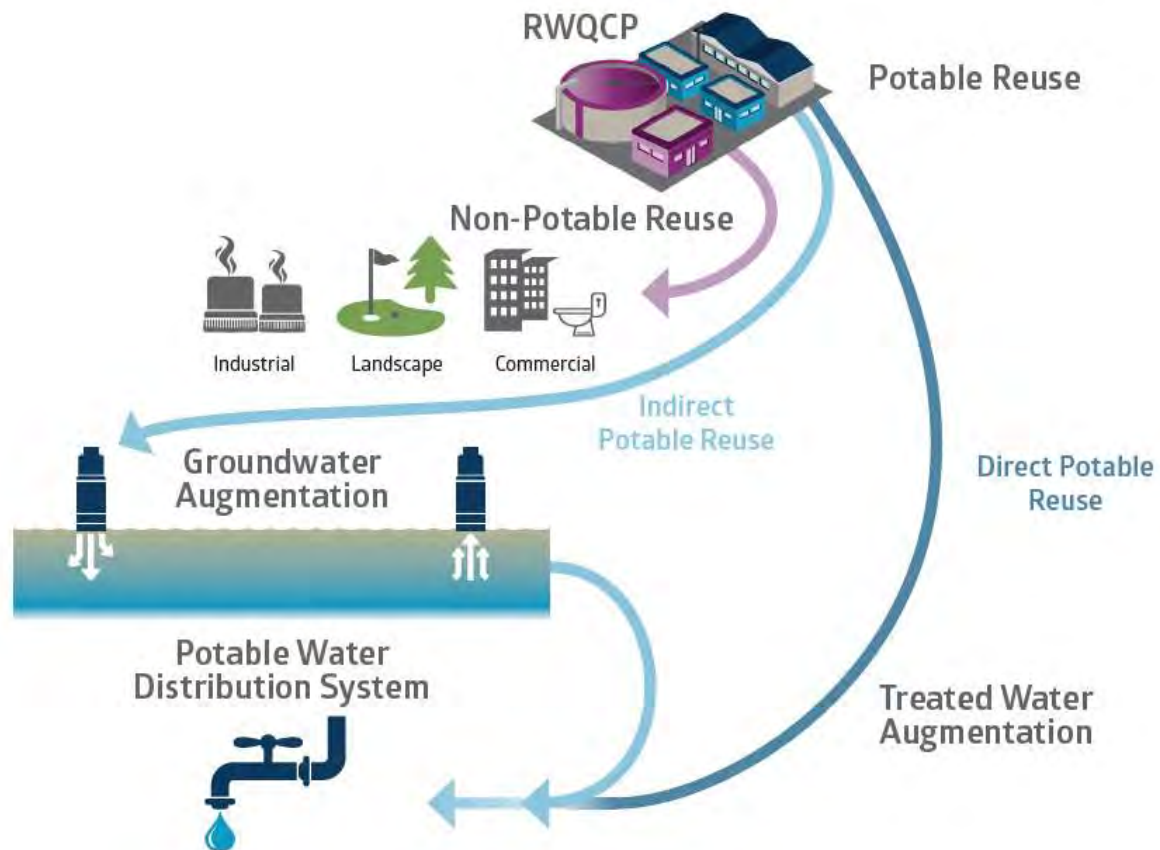 RWQCP
Potable Reuse
Non-Potable Reuse
Industrial
Landscape
Commercial
Indirect
Potable Reuse
Groundwater
Augmentation
Direct Potable
Reuse
Potable Water
Distribution System
Treated Water
Augmentation